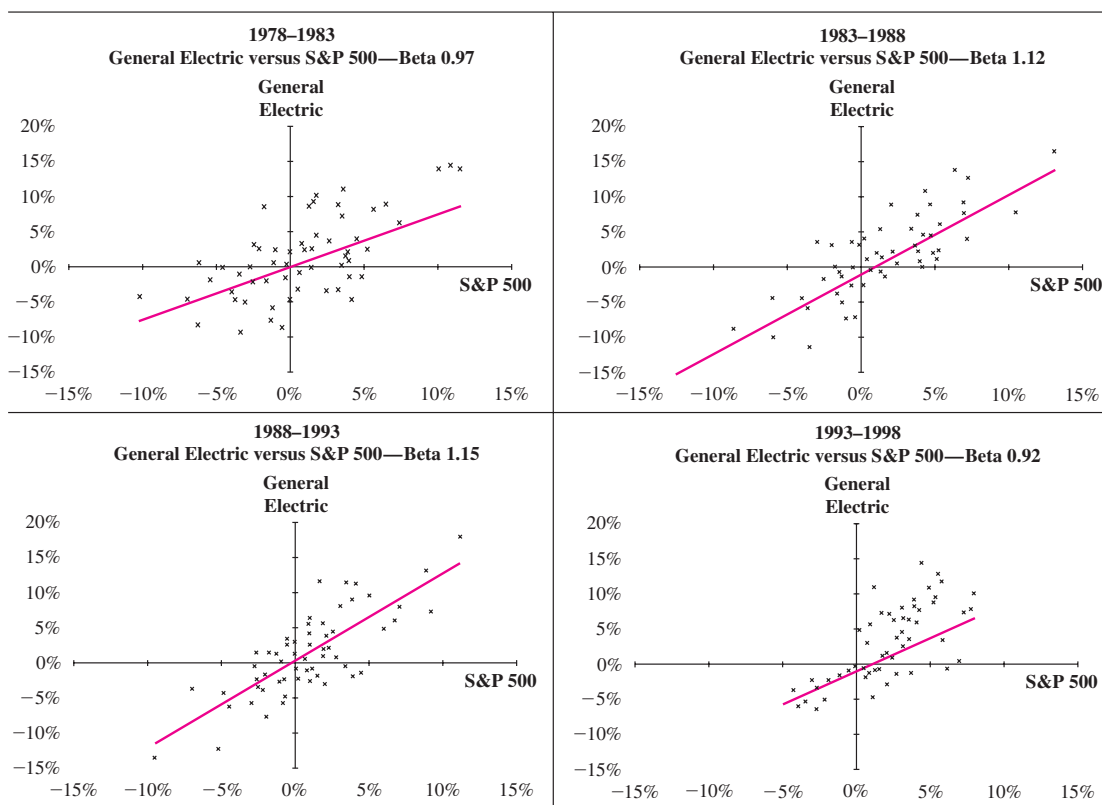 1978–1983
General Electric versus S&P 500—Beta 0.97
General
Electric
20%
15%
10%
5%
0%
S&P 500
−5%
−10%
−15%
−15% −10% −5% 0% 5% 10% 15%
1983–1988
General Electric versus S&P 500—Beta 1.12
General
Electric
20%
15%
10%
5%
0%
S&P 500
−5%
−10%
−15%
−15% −10% −5% 0% 5% 10% 15%
1988–1993
General Electric versus S&P 500—Beta 1.15
General
Electric
20%
15%
10%
5%
0%
S&P 500
−5%
−10%
−15%
−15% −10% −5% 0% 5% 10% 15%
1993–1998
General Electric versus S&P 500—Beta 0.92
General
Electric
20%
15%
10%
5%
0%
S&P 500
−5%
−10%
−15%
−15% −10% −5% 0% 5% 10% 15%